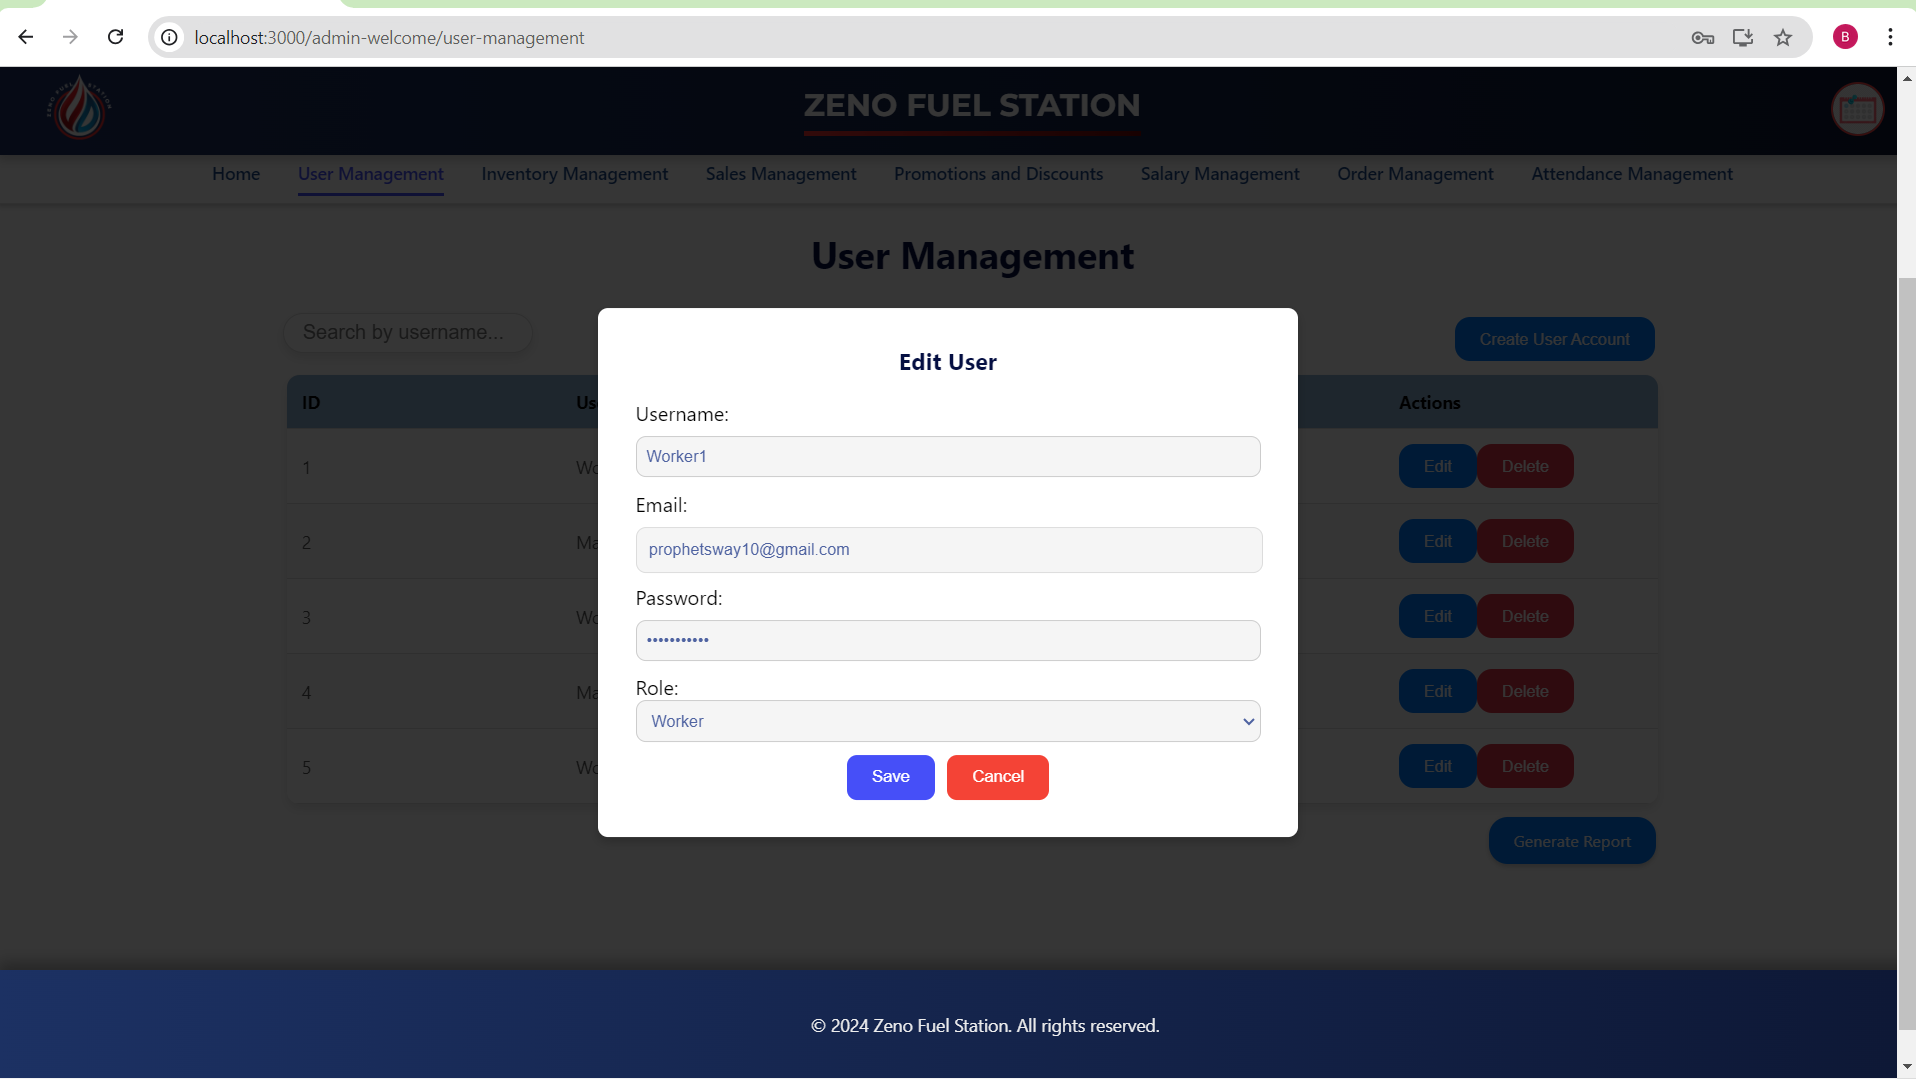 localhost:3000/admin-welcome/user-management
B
ZENO FUEL STATION
ZENO FUEL STATION
Home User Management Inventory Management Sales Management Promotions and Discounts Salary Management Order Management Attendance Management
User Management
Search by username...
Create User Account
ID Us Actions
1 Wo Edit Delete
2 Ma Edit Delete
3 Wo Edit Delete
4 Ma Edit Delete
5 Wo Edit Delete
Edit User
Username:
Worker1
Email:
prophetsway10@gmail.com
Password:
•••••••••••
Role:
Worker
Save Cancel
Generate Report
© 2024 Zeno Fuel Station. All rights reserved.